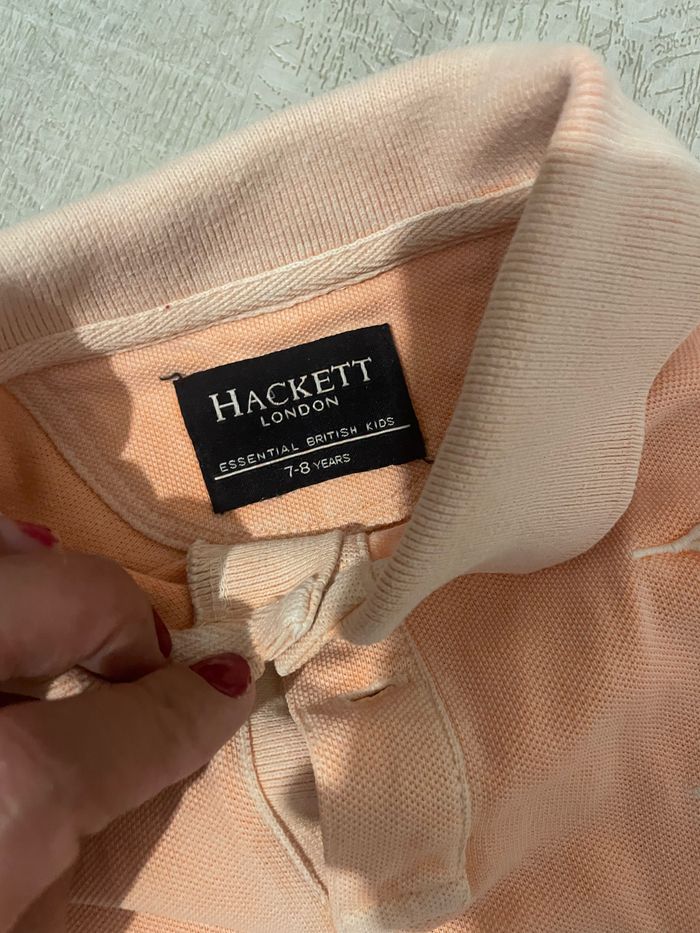 HACKETT
LONDON
ESSENTIAL BRITISH KIDS
7-8 YEARS